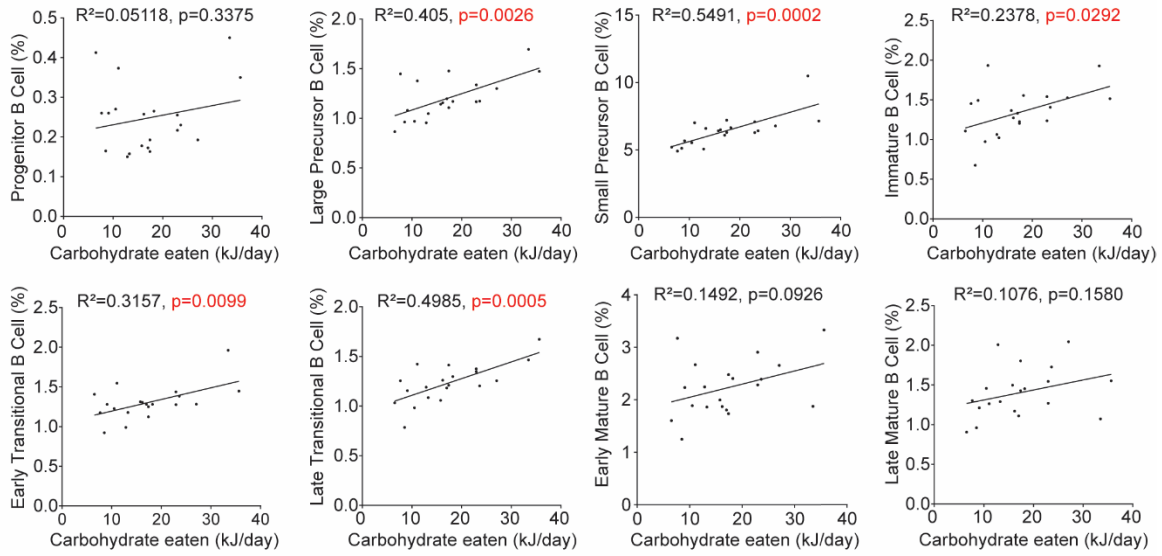 R²=0.05118, p=0.3375
Progenitor B Cell (%)
0.5
0.4
0.3
0.2
0.1
0.0
0 10 20 30 40
Carbohydrate eaten (kJ/day)
R²=0.405, p=0.0026
Large Precursor B Cell (%)
2.0
1.5
1.0
0.5
0.0
0 10 20 30 40
Carbohydrate eaten (kJ/day)
R²=0.5491, p=0.0002
Small Precursor B Cell (%)
15
10
5
0
0 10 20 30 40
Carbohydrate eaten (kJ/day)
R²=0.2378, p=0.0292
Immature B Cell (%)
2.5
2.0
1.5
1.0
0.5
0.0
0 10 20 30 40
Carbohydrate eaten (kJ/day)
R²=0.3157, p=0.0099
Early Transitional B Cell (%)
2.5
2.0
1.5
1.0
0.5
0.0
0 10 20 30 40
Carbohydrate eaten (kJ/day)
R²=0.4985, p=0.0005
Late Transitional B Cell (%)
2.0
1.5
1.0
0.5
0.0
0 10 20 30 40
Carbohydrate eaten (kJ/day)
R²=0.1492, p=0.0926
Early Mature B Cell (%)
4
3
2
1
0
0 10 20 30 40
Carbohydrate eaten (kJ/day)
R²=0.1076, p=0.1580
Late Mature B Cell (%)
2.5
2.0
1.5
1.0
0.5
0.0
0 10 20 30 40
Carbohydrate eaten (kJ/day)